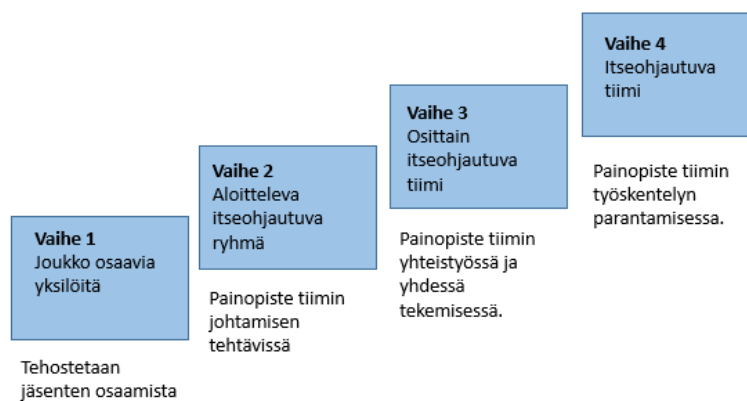 Vaihe 1
Joukko osaavia
yksilöitä
Tehostetaan
jäsenten osaamista
Vaihe 2
Aloitteleva
itseohjautuva
ryhmä
Painopiste tiimin
johtamisen
tehtävissä
Vaihe 3
Osittain
itseohjautuva
tiimi
Painopiste tiimin
yhteistyössä ja
yhdessä
tekemisessä.
Vaihe 4
Itseohjautuva
tiimi
Painopiste tiimin
työskentelyn
parantamisessa.